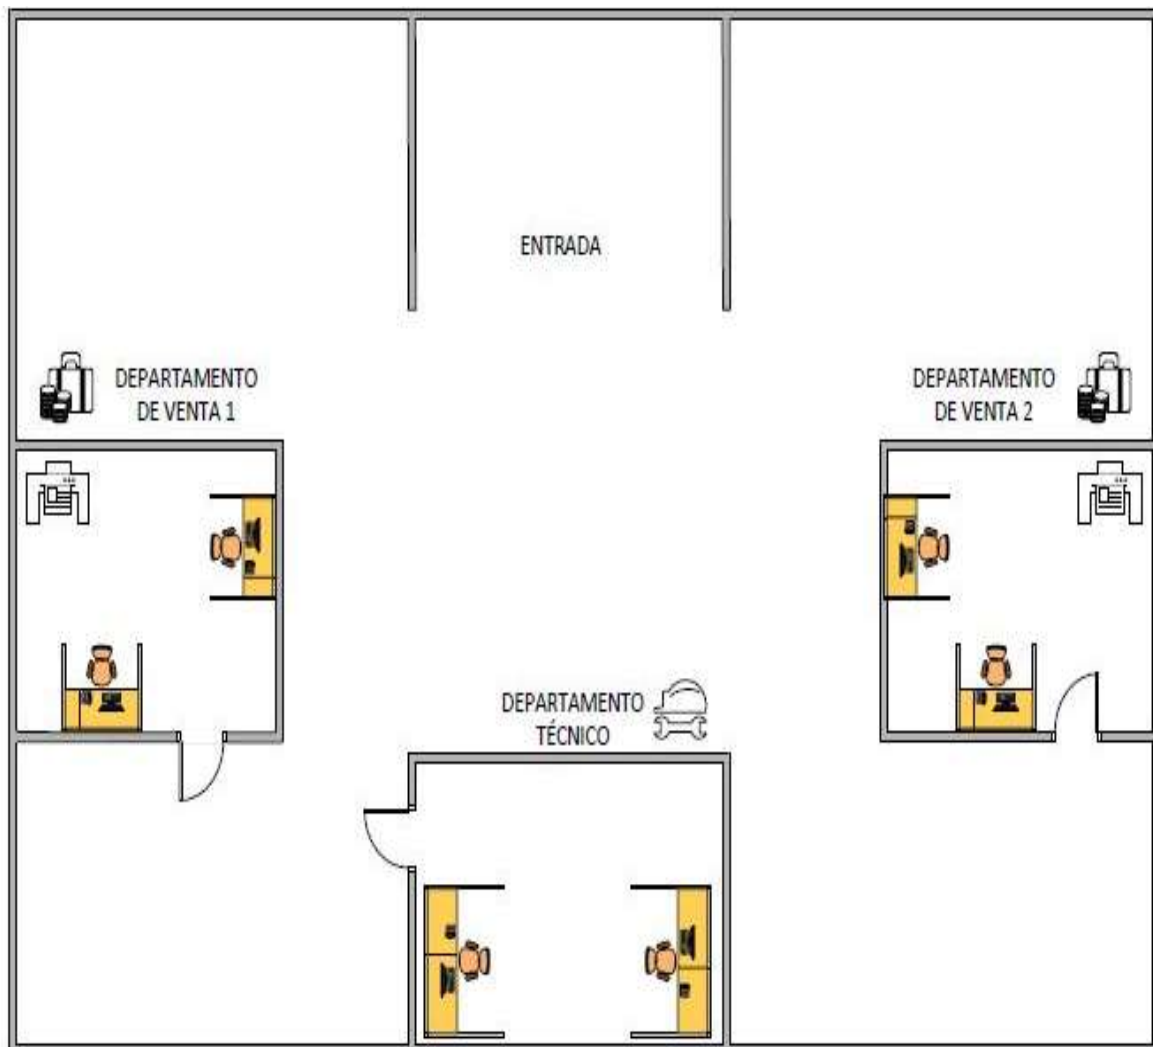 ENTRADA
DEPARTAMENTO
DE VENTA 1
DEPARTAMENTO
DE VENTA 2
DEPARTAMENTO
TÉCNICO